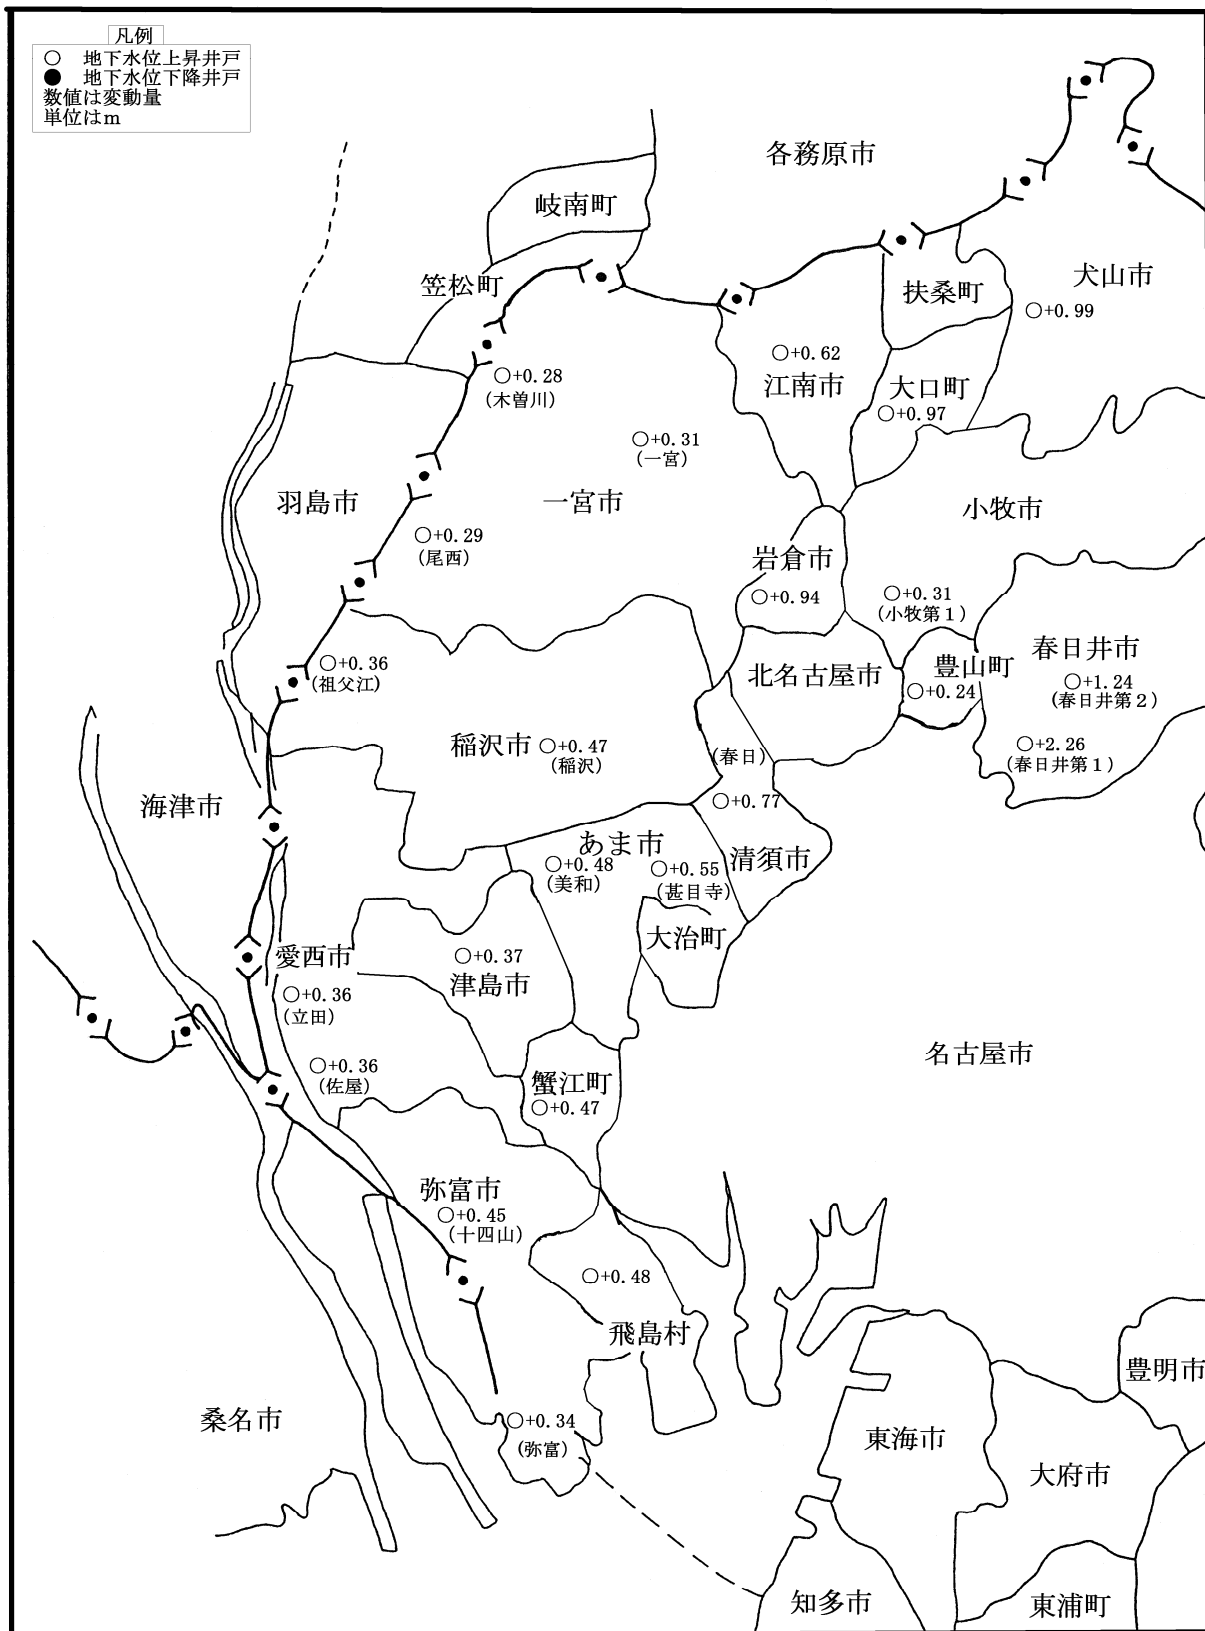 凡例
○ 地下水位上昇井戸
● 地下水位下降井戸
数値は変動量
単位はm
各務原市
岐南町
笠松町
扶桑町
犬山市
○+0.99
○+0.62
江南市
大口町
○+0.97
○+0.28
(木曽川)
○+0.31
(一宮)
羽島市
一宮市
小牧市
○+0.29
(尾西)
岩倉市
○+0.94
○+0.31
(小牧第1)
春日井市
豊山町
○+0.24
○+1.24
(春日井第2)
北名古屋市
○+0.36
(祖父江)
稲沢市
○+0.47
(稲沢)
(春日)
○+2.26
(春日井第1)
○+0.77
海津市
あま市
○+0.48
(美和)
○+0.55
(甚目寺)
清須市
大治町
愛西市
○+0.37
津島市
○+0.36
(立田)
名古屋市
○+0.36
(佐屋)
蟹江町
○+0.47
弥富市
○+0.45
(十四山)
○+0.48
飛島村
豊明市
桑名市
○+0.34
(弥富)
東海市
大府市
知多市
東浦町